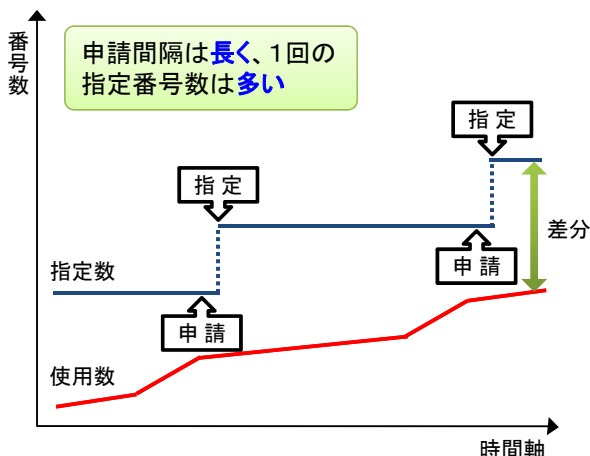 番号数
申請間隔は長く、1回の
指定番号数は多い
指定
指定
差分
申請
指定数
申請
使用数
時間軸